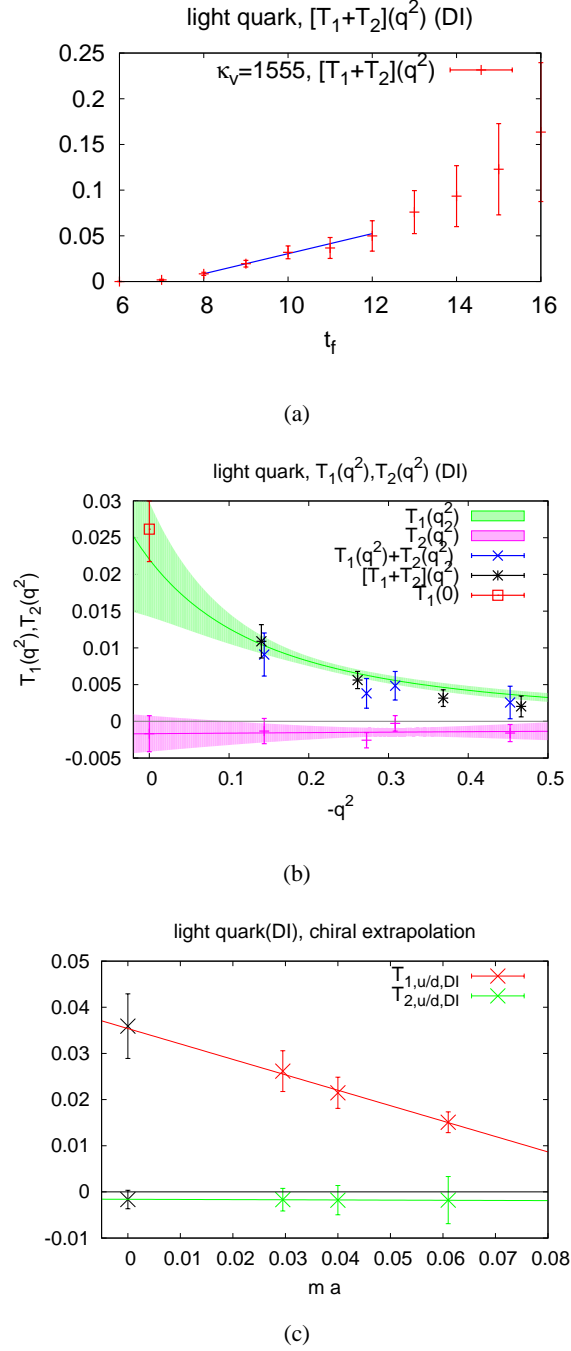 light quark, [T₁+T₂](q²) (DI)
κᵥ=1555, [T₁+T₂](q²)
0.25
0.2
0.15
0.1
0.05
0
6 8 10 12 14 16
t_f
(a)
light quark, T₁(q²),T₂(q²) (DI)
T₁(q²)
T₂(q²)
T₁(q²)+T₂(q²)
[T₁+T₂](q²)
T₁(0)
T₁(q²),T₂(q²)
0.03
0.025
0.02
0.015
0.01
0.005
0
-0.005
0 0.1 0.2 0.3 0.4 0.5
-q²
(b)
light quark(DI), chiral extrapolation
T₁,u/d,DI
T₂,u/d,DI
0.05
0.04
0.03
0.02
0.01
0
-0.01
0 0.01 0.02 0.03 0.04 0.05 0.06 0.07 0.08
m a
(c)